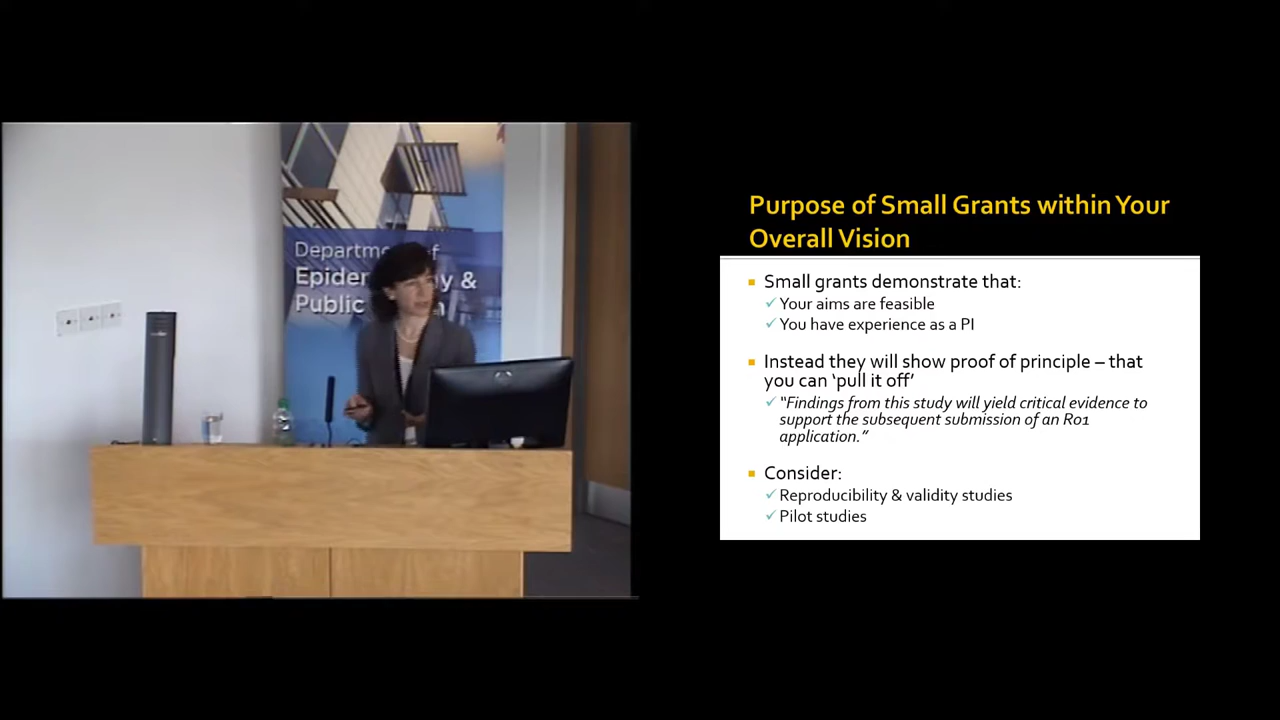 Department of
Epidemiology &
Public
Purpose of Small Grants within Your
Overall Vision
Small grants demonstrate that:
Your aims are feasible
You have experience as a PI
Instead they will show proof of principle – that
you can ‘pull it off’
“Findings from this study will yield critical evidence to
support the subsequent submission of an R01
application.”
Consider:
Reproducibility & validity studies
Pilot studies